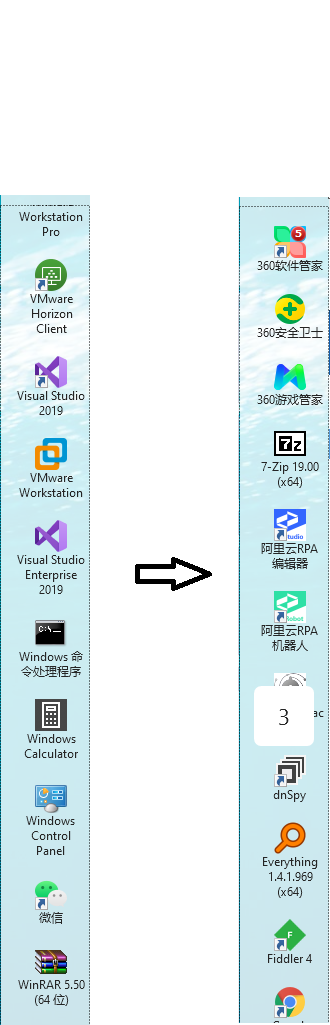 Workstation
Pro
VMware
Horizon
Client
Visual Studio
2019
VMware
Workstation
Visual Studio
Enterprise
2019
C:\_
Windows 命
令处理程序
Windows
Calculator
Windows
Control
Panel
微信
WinRAR 5.50
(64 位)
5
360软件管家
360安全卫士
360游戏管家
7z
7-Zip 19.00
(x64)
tudio
阿里云RPA
编辑器
obot
阿里云RPA
机器人
ac
3
dnSpy
Everything
1.4.1.969
(x64)
F
Fiddler 4